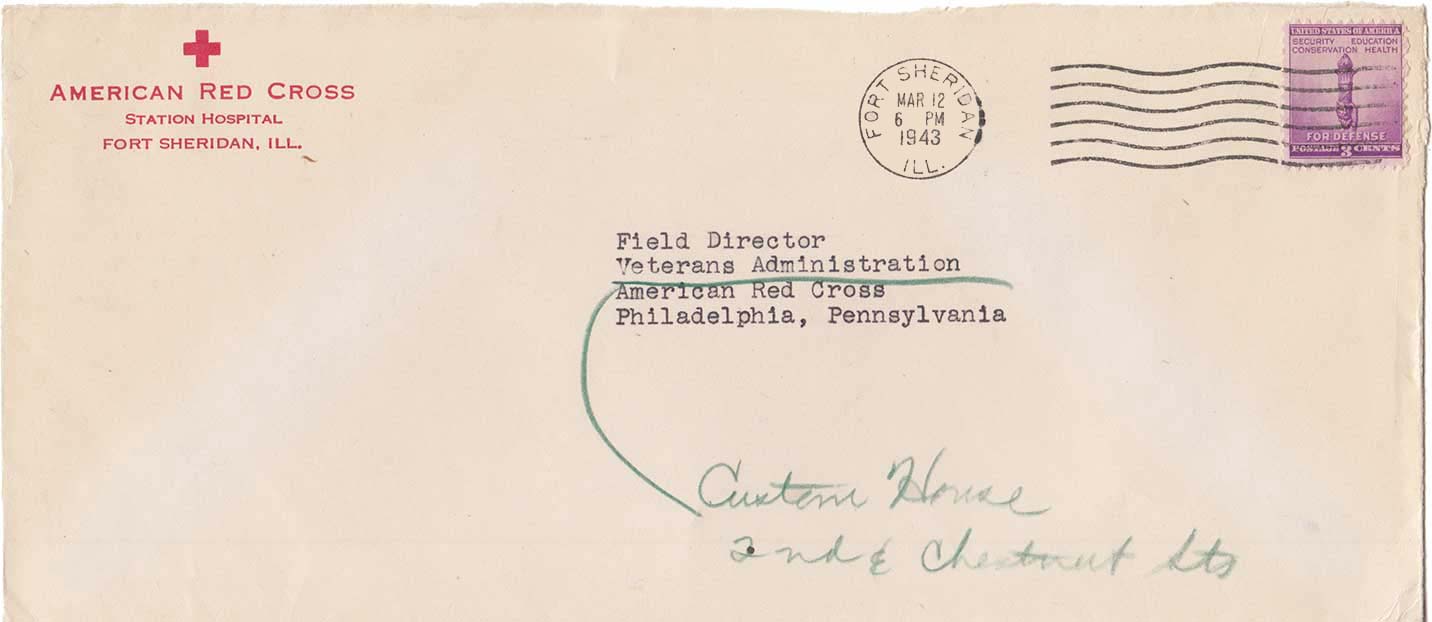 AMERICAN RED CROSS
STATION HOSPITAL
FORT SHERIDAN, ILL.
FORT SHERIDAN
MAR 12
6 PM
1943
ILL.
UNITED STATES OF AMERICA
SECURITY EDUCATION
CONSERVATION HEALTH
FOR DEFENSE
POSTAGE 3 CENTS
Field Director
Veterans Administration
American Red Cross
Philadelphia, Pennsylvania
Custom House
2nd & Chestnut Sts